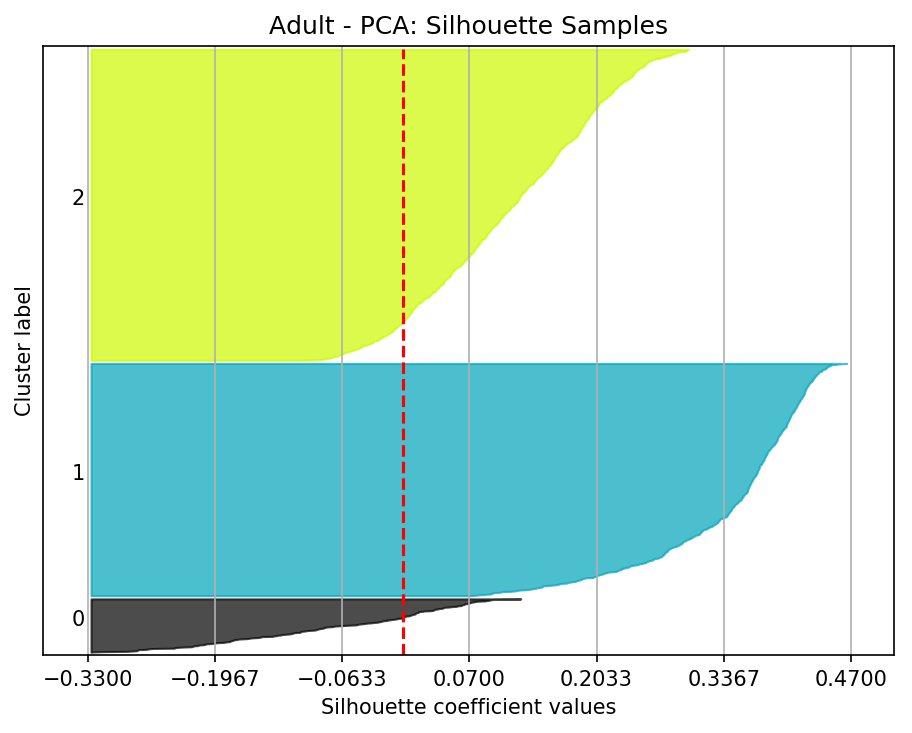 Adult - PCA: Silhouette Samples
Cluster label
2
1
0
−0.3300 −0.1967 −0.0633 0.0700 0.2033 0.3367 0.4700
Silhouette coefficient values